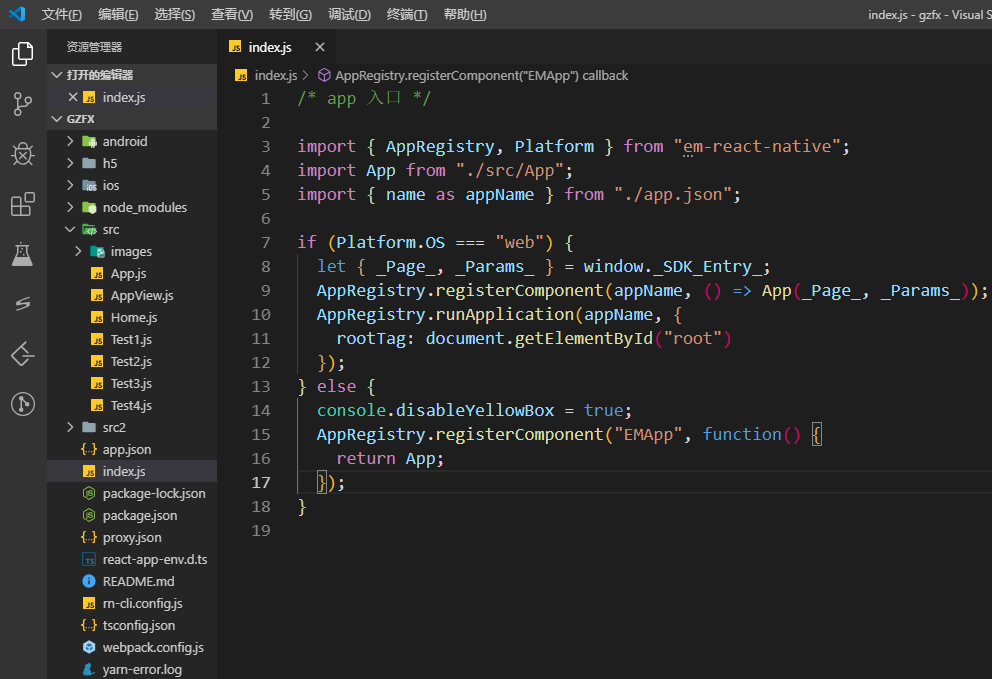 文件(F) 编辑(E) 选择(S) 查看(V) 转到(G) 调试(D) 终端(T) 帮助(H) index.js - gzfx - Visual S
资源管理器
打开的编辑器
index.js
GZFX
android
h5
ios
node_modules
src
images
App.js
AppView.js
Home.js
Test1.js
Test2.js
Test3.js
Test4.js
src2
app.json
index.js
package-lock.json
package.json
proxy.json
react-app-env.d.ts
README.md
rn-cli.config.js
tsconfig.json
webpack.config.js
yarn-error.log
index.js
index.js > AppRegistry.registerComponent("EMApp") callback
1 /* app 入口 */
2
3 import { AppRegistry, Platform } from "em-react-native";
4 import App from "./src/App";
5 import { name as appName } from "./app.json";
6
7 if (Platform.OS === "web") {
8 let { _Page_, _Params_ } = window._SDK_Entry_;
9 AppRegistry.registerComponent(appName, () => App(_Page_, _Params_));
10 AppRegistry.runApplication(appName, {
11 rootTag: document.getElementById("root")
12 });
13 } else {
14 console.disableYellowBox = true;
15 AppRegistry.registerComponent("EMApp", function() {
16 return App;
17 });
18 }
19